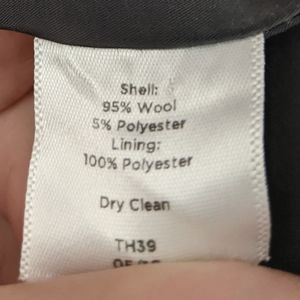 Shell:
95% Wool
5% Polyester
Lining:
100% Polyester
Dry Clean
TH39